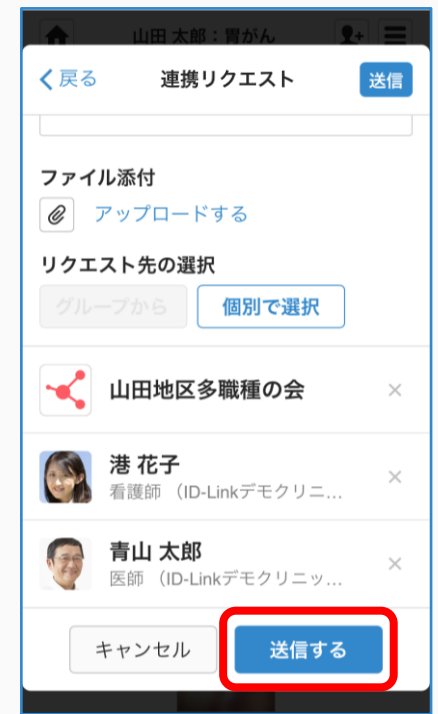 山田 太郎：胃がん
戻る 連携リクエスト 送信
ファイル添付
アップロードする
リクエスト先の選択
グループから 個別で選択
山田地区多職種の会 ×
港 花子 ×
看護師 （ID-Linkデモクリニ...
青山 太郎 ×
医師 （ID-Linkデモクリニッ...
キャンセル 送信する